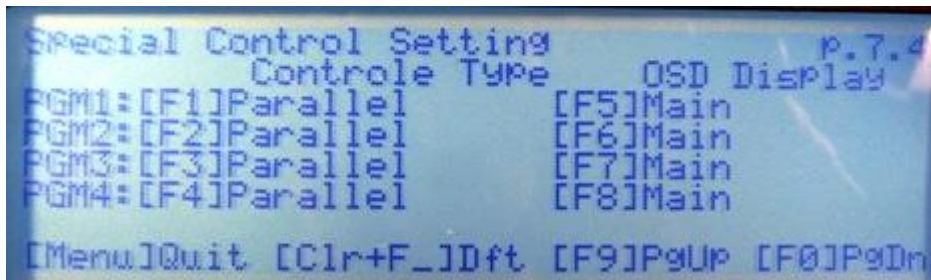 Special Control Setting p.7.4
Controle Type OSD Display
PGM1:[F1]Parallel [F5]Main
PGM2:[F2]Parallel [F6]Main
PGM3:[F3]Parallel [F7]Main
PGM4:[F4]Parallel [F8]Main
[Menu]Quit [Clr+F_]Dft [F9]PgUp [F0]PgDn